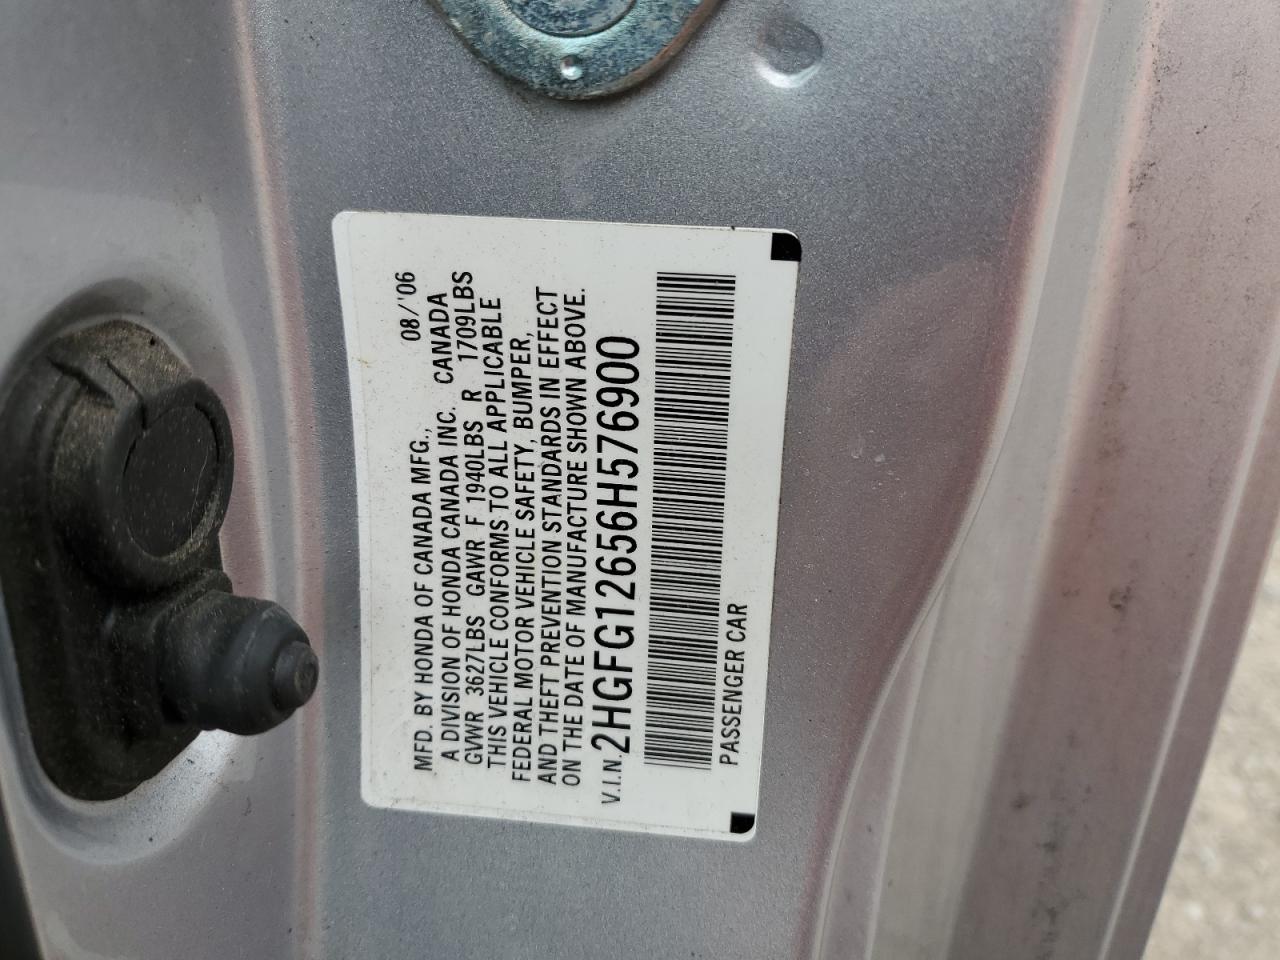 MFD. BY HONDA OF CANADA MFG., 08/'06
A DIVISION OF HONDA CANADA INC. CANADA
GVWR 3627LBS GAWR F 1940LBS R 1709LBS
THIS VEHICLE CONFORMS TO ALL APPLICABLE
FEDERAL MOTOR VEHICLE SAFETY, BUMPER,
AND THEFT PREVENTION STANDARDS IN EFFECT
ON THE DATE OF MANUFACTURE SHOWN ABOVE.
V.I.N. 2HGFG12656H576900
PASSENGER CAR